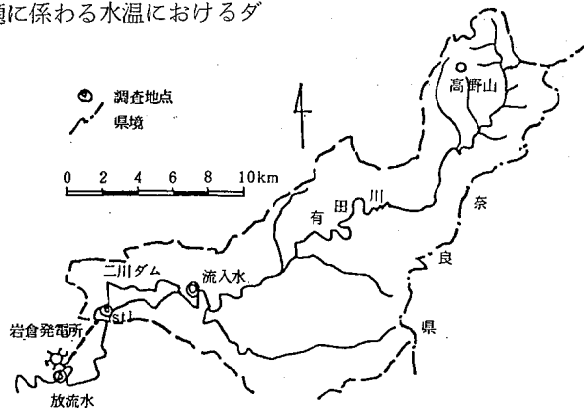 題に係わる水温におけるダ
高野山
調査地点
県境
0 2 4 6 8 10km
有田川
奈良県
二川ダム
流入水
st1
岩倉発電所
放流水